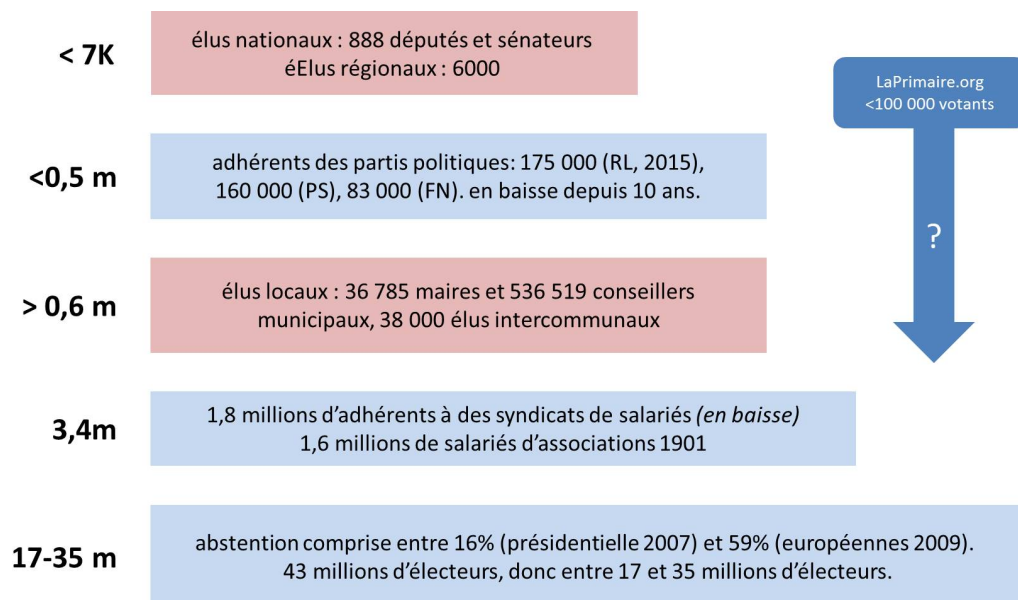 < 7K
élus nationaux : 888 députés et sénateurs
éElus régionaux : 6000
LaPrimaire.org
<100 000 votants
<0,5 m
adhérents des partis politiques: 175 000 (RL, 2015),
160 000 (PS), 83 000 (FN). en baisse depuis 10 ans.
?
> 0,6 m
élus locaux : 36 785 maires et 536 519 conseillers
municipaux, 38 000 élus intercommunaux
3,4m
1,8 millions d’adhérents à des syndicats de salariés (en baisse)
1,6 millions de salariés d’associations 1901
17-35 m
abstention comprise entre 16% (présidentielle 2007) et 59% (européennes 2009).
43 millions d’électeurs, donc entre 17 et 35 millions d’électeurs.